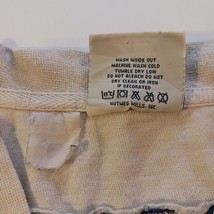 WASH INSIDE OUT
MACHINE WASH COLD
TUMBLE DRY LOW
DO NOT BLEACH DO NOT
DRY CLEAN OR IRON
IF DECORATED
NUTMEG MILLS, INC.